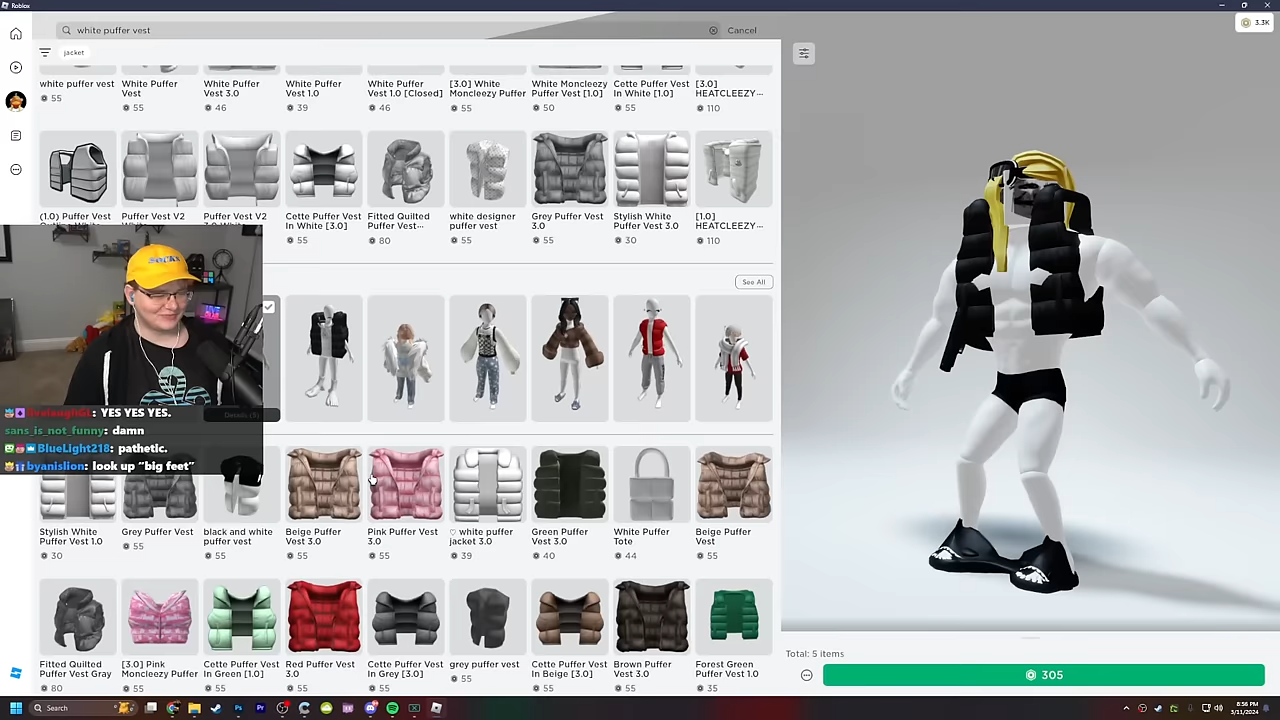 Roblox
white puffer vest
Cancel
3.3K
jacket
white puffer vest
55
White Puffer Vest
55
White Puffer Vest 3.0
46
White Puffer Vest 1.0
39
White Puffer Vest 1.0 [Closed]
46
[3.0] White Moncleezy Puffer
55
White Moncleezy Puffer Vest [1.0]
50
Cette Puffer Vest In White [1.0]
55
[3.0] HEATCLEEZY...
110
(1.0) Puffer Vest
Puffer Vest V2
Puffer Vest V2
Cette Puffer Vest In White [3.0]
55
Fitted Quilted Puffer Vest...
80
white designer puffer vest
55
Grey Puffer Vest 3.0
55
Stylish White Puffer Vest 3.0
30
[1.0] HEATCLEEZY...
110
See All
Details (5)
: YES YES YES.
sans_is_not_funny: damn
BlueLight218: pathetic.
byanislion: look up "big feet"
Stylish White Puffer Vest 1.0
30
Grey Puffer Vest
55
black and white puffer vest
55
Beige Puffer Vest 3.0
55
Pink Puffer Vest 3.0
55
♡ white puffer jacket 3.0
39
Green Puffer Vest 3.0
40
White Puffer Tote
44
Beige Puffer Vest
55
Fitted Quilted Puffer Vest Gray
80
[3.0] Pink Moncleezy Puffer
55
Cette Puffer Vest In Green [1.0]
55
Red Puffer Vest 3.0
55
Cette Puffer Vest In Grey [3.0]
55
grey puffer vest
55
Cette Puffer Vest In Beige [3.0]
55
Brown Puffer Vest 3.0
55
Forest Green Puffer Vest 1.0
35
Total: 5 items
305
Search
8:56 PM
3/11/2024